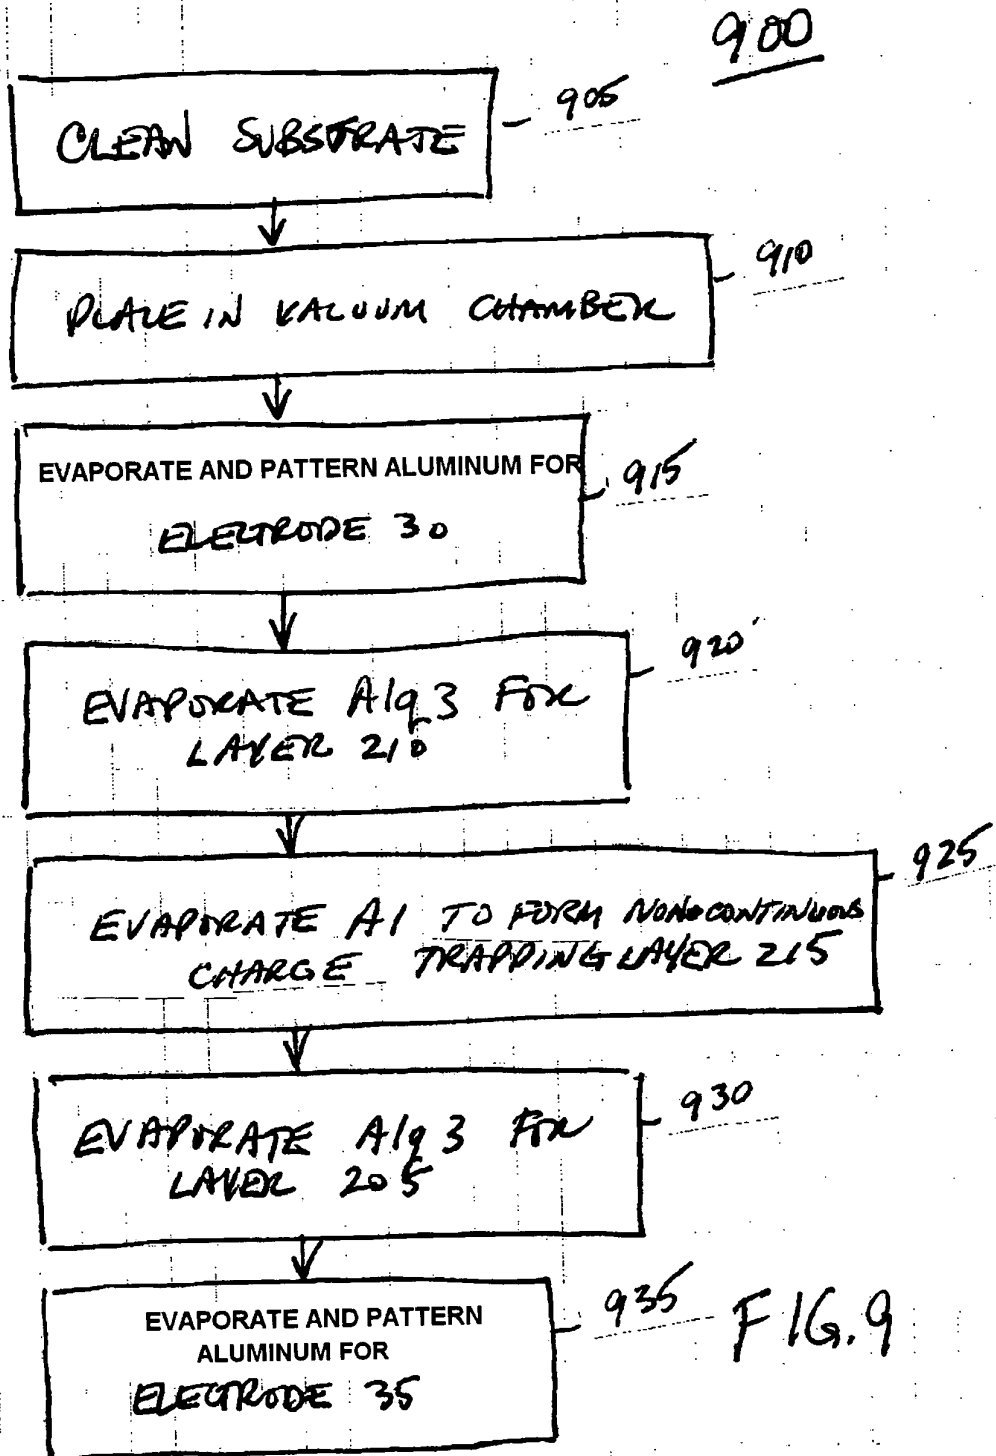 900
CLEAN SUBSTRATE
905
PLACE IN VACUUM CHAMBER
910
EVAPORATE AND PATTERN ALUMINUM FOR
ELECTRODE 30
915
EVAPORATE Alq3 FOR
LAYER 210
920
EVAPORATE Al TO FORM NONCONTINUOUS
CHARGE TRAPPING LAYER 215
925
EVAPORATE Alq3 FOR
LAYER 205
930
EVAPORATE AND PATTERN
ALUMINUM FOR
ELECTRODE 35
935
FIG.9